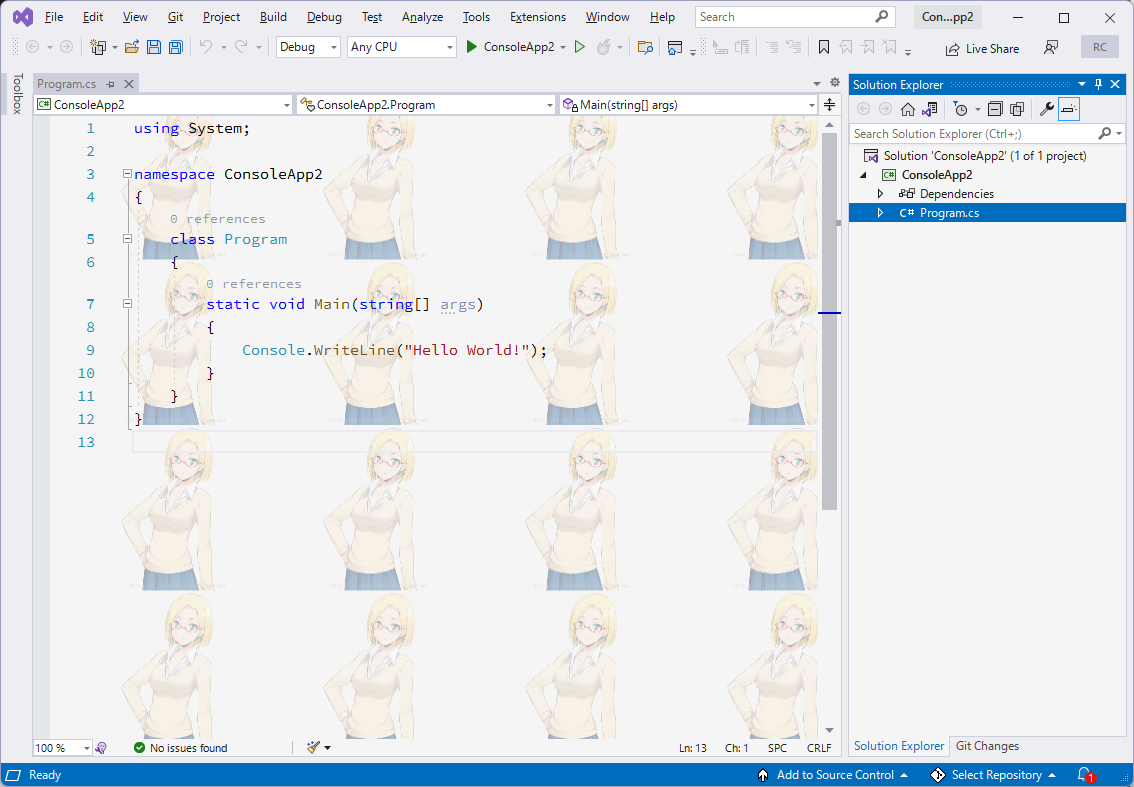 File Edit View Git Project Build Debug Test Analyze Tools Extensions Window Help Search Con...pp2
Debug Any CPU ConsoleApp2 Live Share RC
Toolbox
Program.cs
C# ConsoleApp2 ConsoleApp2.Program Main(string[] args)
1 using System;
2
3 namespace ConsoleApp2
4 {
0 references
5 class Program
6 {
0 references
7 static void Main(string[] args)
8 {
9 Console.WriteLine("Hello World!");
10 }
11 }
12 }
13
100 % No issues found Ln: 13 Ch: 1 SPC CRLF
Solution Explorer
Search Solution Explorer (Ctrl+;)
Solution 'ConsoleApp2' (1 of 1 project)
C# ConsoleApp2
Dependencies
C# Program.cs
Solution Explorer Git Changes
Ready Add to Source Control Select Repository 1